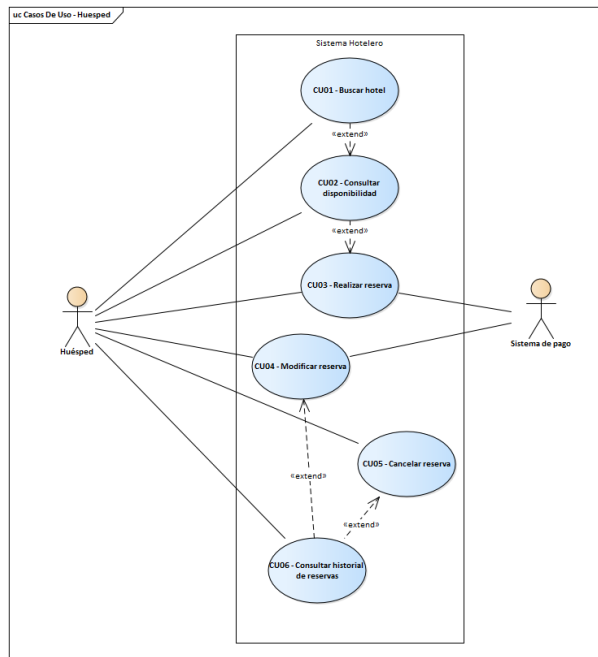 uc Casos De Uso - Huesped
Sistema Hotelero
CU01 - Buscar hotel
«extend»
CU02 - Consultar
disponibilidad
«extend»
CU03 - Realizar reserva
Huésped
Sistema de pago
CU04 - Modificar reserva
CU05 - Cancelar reserva
«extend»
«extend»
CU06 - Consultar historial
de reservas